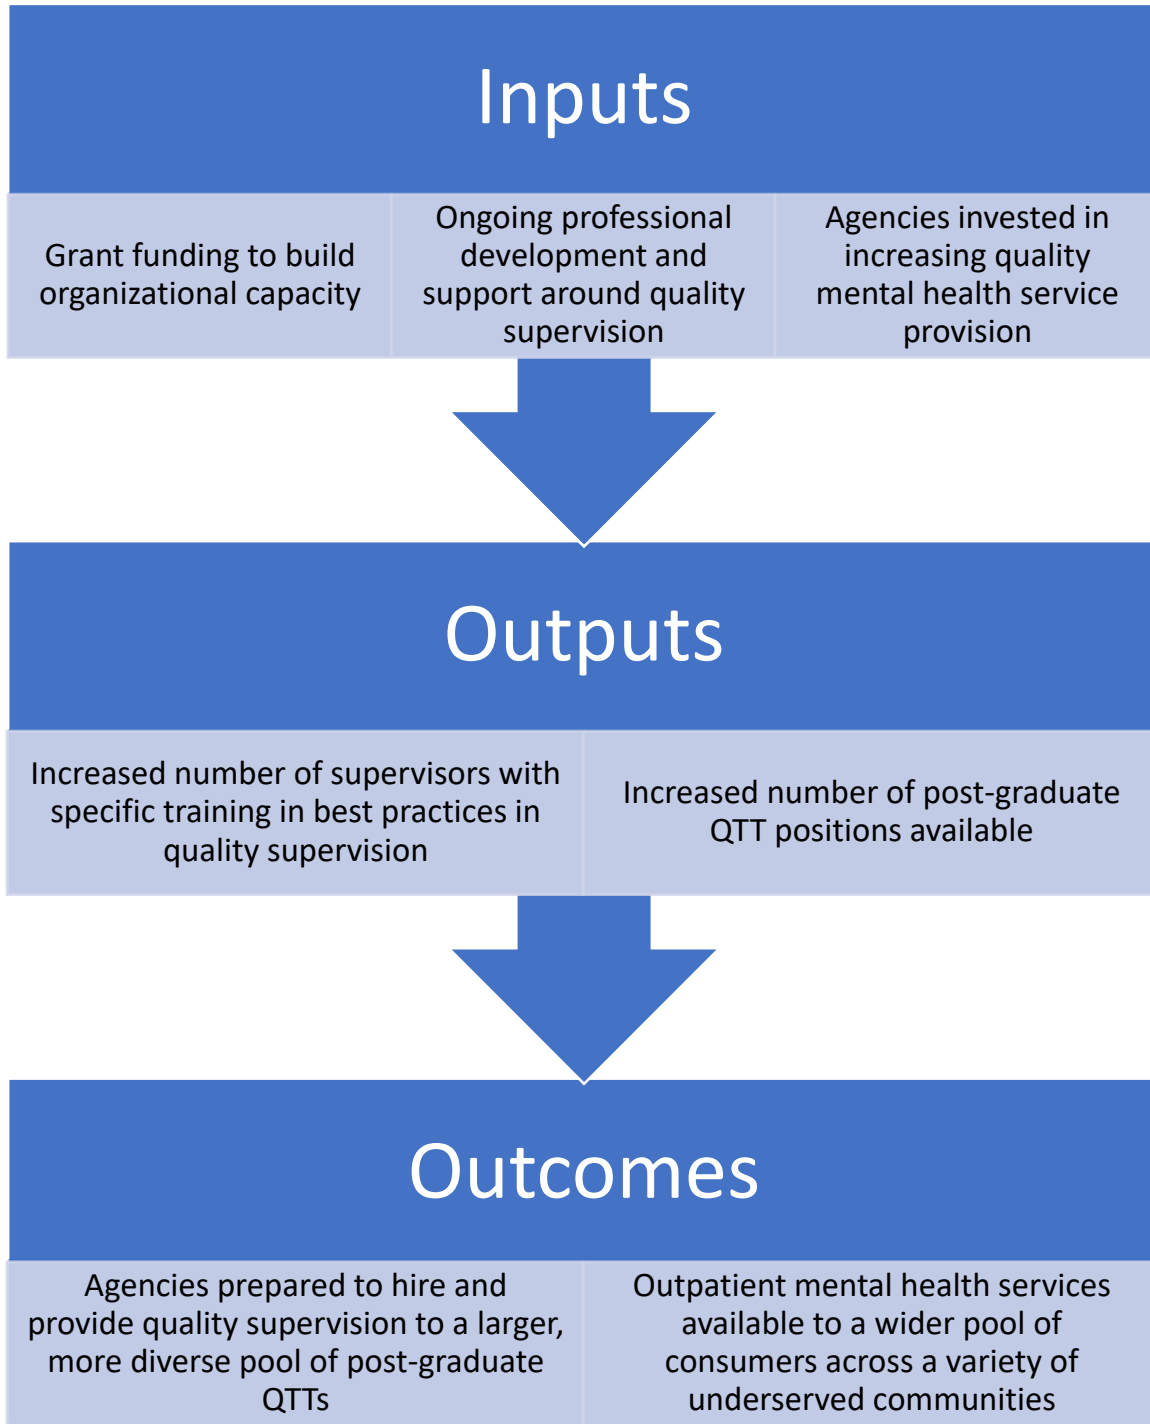 Inputs
Grant funding to build
organizational capacity
Ongoing professional
development and
support around quality
supervision
Agencies invested in
increasing quality
mental health service
provision
Outputs
Increased number of supervisors with
specific training in best practices in
quality supervision
Increased number of post-graduate
QTT positions available
Outcomes
Agencies prepared to hire and
provide quality supervision to a larger,
more diverse pool of post-graduate
QTTs
Outpatient mental health services
available to a wider pool of
consumers across a variety of
underserved communities